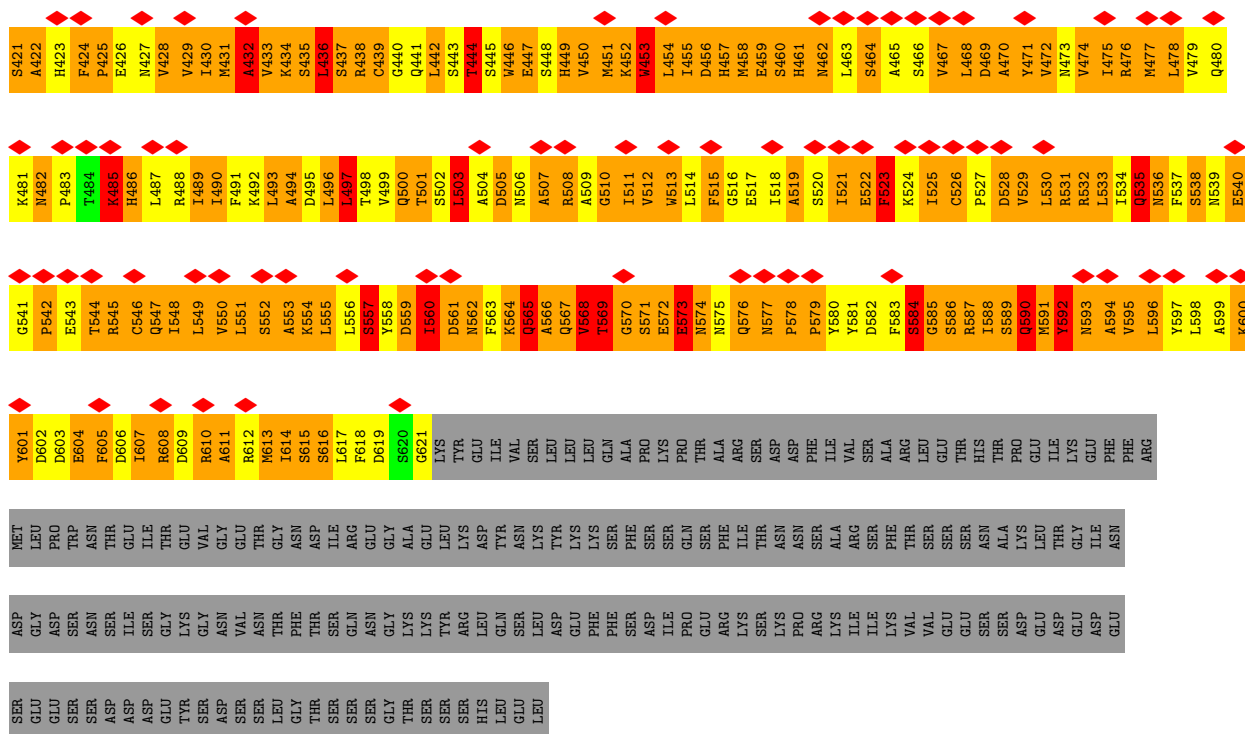 S421 A422 H423 F424 P425 E426 N427 V428 V429 I430 M431 A432 V433 K434 S435 L436 S437 R438 C439 G440 Q441 L442 S443 T444 S445 W446 E447 S448 H449 V450 M451 K452 W453 L454 I455 D456 H457 M458 E459 S460 H461 N462 L463 S464 A465 S466 V467 L468 D469 A470 Y471 V472 N473 V474 I475 R476 M477 L478 V479 Q480
K481 N482 P483 T484 K485 H486 L487 R488 I489 I490 F491 K492 L493 A494 D495 L496 L497 T498 V499 Q500 T501 S502 L503 A504 D505 N506 A507 R508 A509 G510 I511 V512 W513 L514 F515 G516 E517 I518 A519 S520 I521 E522 F523 K524 I525 C526 P527 D528 V529 L530 R531 R532 L533 I534 Q535 N536 F537 S538 N539 E540
G541 P542 E543 T544 R545 C546 Q547 I548 L549 V550 L551 S552 A553 K554 L555 L556 S557 Y558 D559 I560 D561 N562 F563 K564 Q565 A566 Q567 V568 T569 G570 S571 E572 E573 N574 N575 Q576 N577 P578 P579 Y580 Y581 D582 F583 S584 G585 S586 R587 I588 S589 Q590 M591 Y592 N593 A594 V595 L596 Y597 L598 A599 K600
Y601 D602 D603 E604 F605 D606 I607 R608 D609 R610 A611 R612 M613 I614 S615 S616 L617 F618 D619 S620 G621 LYS TYR GLU ILE VAL SER LEU LEU LEU GLN ALA PRO LYS PRO THR ALA ARG SER ASP ASP PHE ILE VAL SER ALA ARG LEU GLU THR HIS THR PRO GLU ILE LYS GLU PHE PHE ARG
MET LEU PRO TRP ASN THR GLU ILE THR GLU VAL GLY GLU THR GLY ASN ASP ILE ARG GLU GLY ALA GLU LEU LYS ASP TYR ASN LYS TYR LYS LYS SER PHE SER SER GLN SER PHE ILE THR ASN ASN SER ALA ARG SER PHE THR SER SER SER ASN ALA LYS LEU THR GLY ILE ASN
ASP GLY ASP SER ASN SER ILE SER GLY LYS GLY ASN VAL ASN THR PHE THR SER GLN ASN GLY LYS LYS TYR ARG LEU GLN SER LEU ASP GLU PHE PHE SER ASP ILE PRO GLU ARG LYS SER LYS PRO ARG LYS ILE ILE LYS VAL VAL GLU GLU SER SER ASP GLU ASP GLU ASP GLU
SER GLU GLU SER SER ASP ASP ASP GLU TYR SER ASP SER SER LEU GLY THR SER SER SER GLY THR SER SER SER HIS LEU GLU LEU